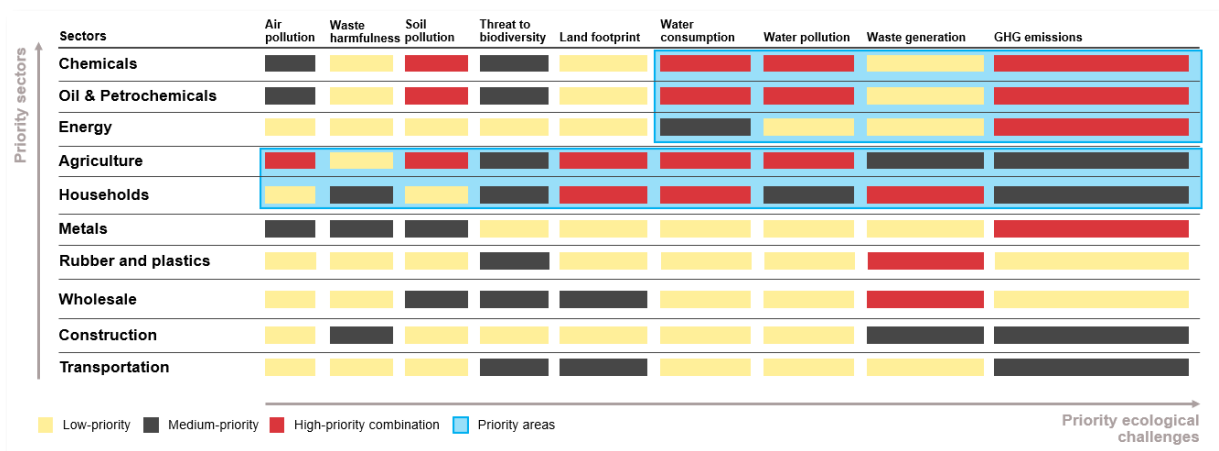 Priority sectors
Sectors
Air
pollution
Waste
harmfulness
Soil
pollution
Threat to
biodiversity
Land footprint
Water
consumption
Water pollution
Waste generation
GHG emissions
Chemicals
Oil & Petrochemicals
Energy
Agriculture
Households
Metals
Rubber and plastics
Wholesale
Construction
Transportation
Low-priority
Medium-priority
High-priority combination
Priority areas
Priority ecological
challenges